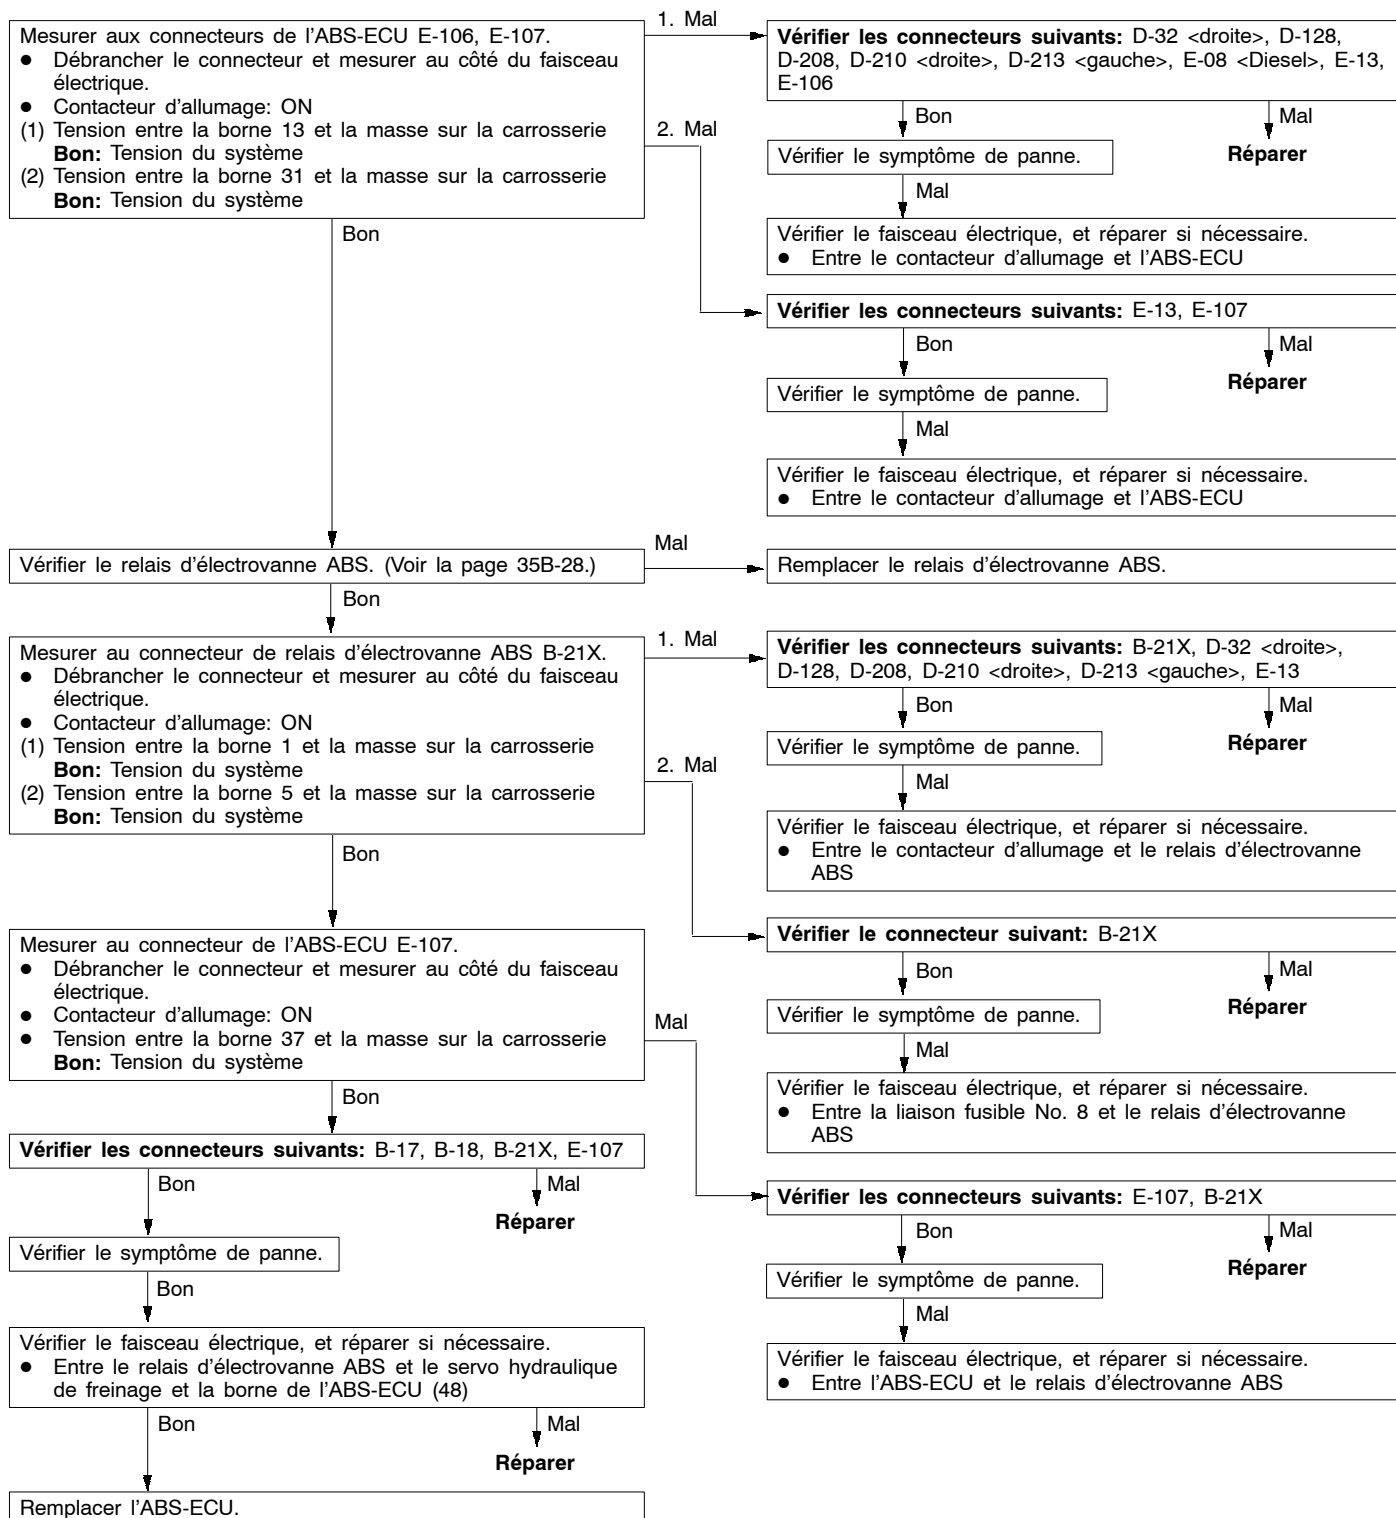 Mesurer aux connecteurs de l'ABS-ECU E-106, E-107.
● Débrancher le connecteur et mesurer au côté du faisceau
électrique.
● Contacteur d'allumage: ON
(1) Tension entre la borne 13 et la masse sur la carrosserie
Bon: Tension du système
(2) Tension entre la borne 31 et la masse sur la carrosserie
Bon: Tension du système
1. Mal
Vérifier les connecteurs suivants: D-32 <droite>, D-128,
D-208, D-210 <droite>, D-213 <gauche>, E-08 <Diesel>, E-13,
E-106
Bon
Mal
Vérifier le symptôme de panne.
Réparer
Mal
Vérifier le faisceau électrique, et réparer si nécessaire.
● Entre le contacteur d'allumage et l'ABS-ECU
2. Mal
Vérifier les connecteurs suivants: E-13, E-107
Bon
Mal
Vérifier le symptôme de panne.
Réparer
Mal
Vérifier le faisceau électrique, et réparer si nécessaire.
● Entre le contacteur d'allumage et l'ABS-ECU
Bon
Vérifier le relais d'électrovanne ABS. (Voir la page 35B-28.)
Mal
Remplacer le relais d'électrovanne ABS.
Bon
Mesurer au connecteur de relais d'électrovanne ABS B-21X.
● Débrancher le connecteur et mesurer au côté du faisceau
électrique.
● Contacteur d'allumage: ON
(1) Tension entre la borne 1 et la masse sur la carrosserie
Bon: Tension du système
(2) Tension entre la borne 5 et la masse sur la carrosserie
Bon: Tension du système
1. Mal
Vérifier les connecteurs suivants: B-21X, D-32 <droite>,
D-128, D-208, D-210 <droite>, D-213 <gauche>, E-13
Bon
Mal
Vérifier le symptôme de panne.
Réparer
Mal
Vérifier le faisceau électrique, et réparer si nécessaire.
● Entre le contacteur d'allumage et le relais d'électrovanne
ABS
2. Mal
Vérifier le connecteur suivant: B-21X
Bon
Mal
Vérifier le symptôme de panne.
Réparer
Mal
Vérifier le faisceau électrique, et réparer si nécessaire.
● Entre la liaison fusible No. 8 et le relais d'électrovanne
ABS
Bon
Mesurer au connecteur de l'ABS-ECU E-107.
● Débrancher le connecteur et mesurer au côté du faisceau
électrique.
● Contacteur d'allumage: ON
● Tension entre la borne 37 et la masse sur la carrosserie
Bon: Tension du système
Mal
Vérifier les connecteurs suivants: E-107, B-21X
Bon
Mal
Vérifier le symptôme de panne.
Réparer
Mal
Vérifier le faisceau électrique, et réparer si nécessaire.
● Entre l'ABS-ECU et le relais d'électrovanne ABS
Bon
Vérifier les connecteurs suivants: B-17, B-18, B-21X, E-107
Bon
Mal
Réparer
Vérifier le symptôme de panne.
Bon
Vérifier le faisceau électrique, et réparer si nécessaire.
● Entre le relais d'électrovanne ABS et le servo hydraulique
de freinage et la borne de l'ABS-ECU (48)
Bon
Mal
Réparer
Remplacer l'ABS-ECU.